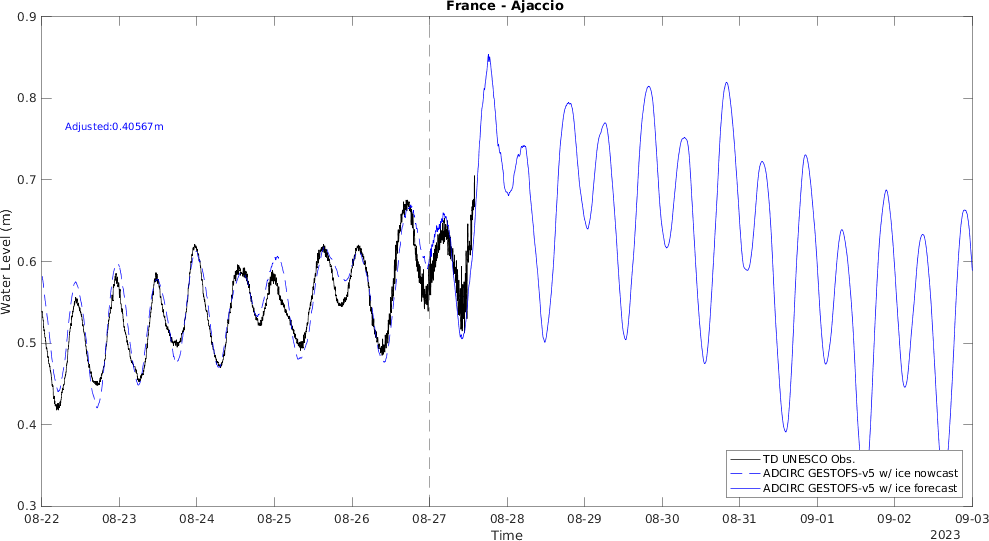 France - Ajaccio
0.9
0.8
0.7
0.6
0.5
0.4
0.3
Water Level (m)
Adjusted:0.40567m
TD UNESCO Obs.
ADCIRC GESTOFS-v5 w/ ice nowcast
ADCIRC GESTOFS-v5 w/ ice forecast
08-22 08-23 08-24 08-25 08-26 08-27 08-28 08-29 08-30 08-31 09-01 09-02 09-03
Time
2023